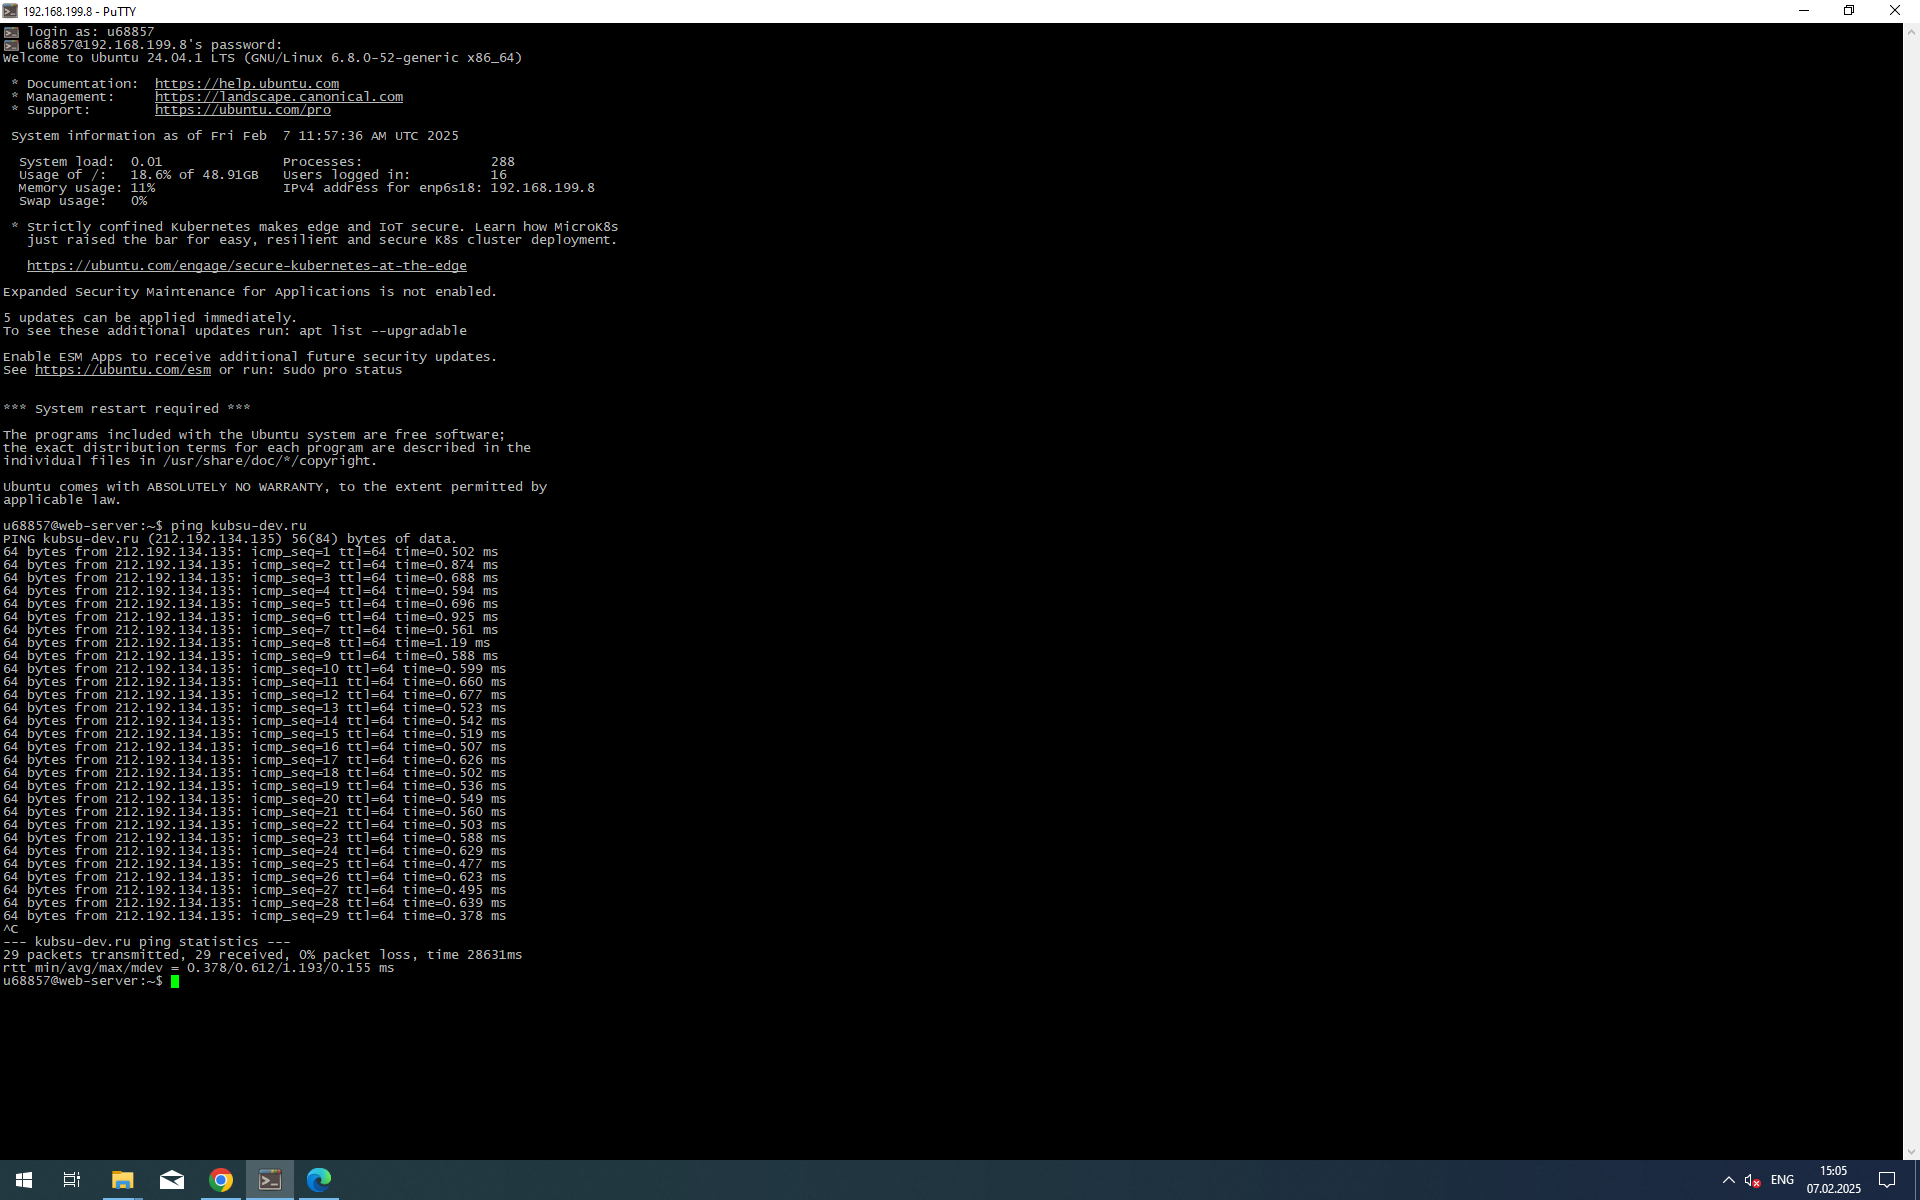 192.168.199.8 - PuTTY
login as: u68857
u68857@192.168.199.8's password:
Welcome to Ubuntu 24.04.1 LTS (GNU/Linux 6.8.0-52-generic x86_64)
* Documentation: https://help.ubuntu.com
* Management: https://landscape.canonical.com
* Support: https://ubuntu.com/pro
System information as of Fri Feb 7 11:57:36 AM UTC 2025
System load: 0.01 Processes: 288
Usage of /: 18.6% of 48.91GB Users logged in: 16
Memory usage: 11% IPv4 address for enp6s18: 192.168.199.8
Swap usage: 0%
* Strictly confined Kubernetes makes edge and IoT secure. Learn how MicroK8s
just raised the bar for easy, resilient and secure K8s cluster deployment.
https://ubuntu.com/engage/secure-kubernetes-at-the-edge
Expanded Security Maintenance for Applications is not enabled.
5 updates can be applied immediately.
To see these additional updates run: apt list --upgradable
Enable ESM Apps to receive additional future security updates.
See https://ubuntu.com/esm or run: sudo pro status
*** System restart required ***
The programs included with the Ubuntu system are free software;
the exact distribution terms for each program are described in the
individual files in /usr/share/doc/*/copyright.
Ubuntu comes with ABSOLUTELY NO WARRANTY, to the extent permitted by
applicable law.
u68857@web-server:~$ ping kubsu-dev.ru
PING kubsu-dev.ru (212.192.134.135) 56(84) bytes of data.
64 bytes from 212.192.134.135: icmp_seq=1 ttl=64 time=0.502 ms
64 bytes from 212.192.134.135: icmp_seq=2 ttl=64 time=0.874 ms
64 bytes from 212.192.134.135: icmp_seq=3 ttl=64 time=0.688 ms
64 bytes from 212.192.134.135: icmp_seq=4 ttl=64 time=0.594 ms
64 bytes from 212.192.134.135: icmp_seq=5 ttl=64 time=0.696 ms
64 bytes from 212.192.134.135: icmp_seq=6 ttl=64 time=0.925 ms
64 bytes from 212.192.134.135: icmp_seq=7 ttl=64 time=0.561 ms
64 bytes from 212.192.134.135: icmp_seq=8 ttl=64 time=1.19 ms
64 bytes from 212.192.134.135: icmp_seq=9 ttl=64 time=0.588 ms
64 bytes from 212.192.134.135: icmp_seq=10 ttl=64 time=0.599 ms
64 bytes from 212.192.134.135: icmp_seq=11 ttl=64 time=0.660 ms
64 bytes from 212.192.134.135: icmp_seq=12 ttl=64 time=0.677 ms
64 bytes from 212.192.134.135: icmp_seq=13 ttl=64 time=0.523 ms
64 bytes from 212.192.134.135: icmp_seq=14 ttl=64 time=0.542 ms
64 bytes from 212.192.134.135: icmp_seq=15 ttl=64 time=0.519 ms
64 bytes from 212.192.134.135: icmp_seq=16 ttl=64 time=0.507 ms
64 bytes from 212.192.134.135: icmp_seq=17 ttl=64 time=0.626 ms
64 bytes from 212.192.134.135: icmp_seq=18 ttl=64 time=0.502 ms
64 bytes from 212.192.134.135: icmp_seq=19 ttl=64 time=0.536 ms
64 bytes from 212.192.134.135: icmp_seq=20 ttl=64 time=0.549 ms
64 bytes from 212.192.134.135: icmp_seq=21 ttl=64 time=0.560 ms
64 bytes from 212.192.134.135: icmp_seq=22 ttl=64 time=0.503 ms
64 bytes from 212.192.134.135: icmp_seq=23 ttl=64 time=0.588 ms
64 bytes from 212.192.134.135: icmp_seq=24 ttl=64 time=0.629 ms
64 bytes from 212.192.134.135: icmp_seq=25 ttl=64 time=0.477 ms
64 bytes from 212.192.134.135: icmp_seq=26 ttl=64 time=0.623 ms
64 bytes from 212.192.134.135: icmp_seq=27 ttl=64 time=0.495 ms
64 bytes from 212.192.134.135: icmp_seq=28 ttl=64 time=0.639 ms
64 bytes from 212.192.134.135: icmp_seq=29 ttl=64 time=0.378 ms
^C
--- kubsu-dev.ru ping statistics ---
29 packets transmitted, 29 received, 0% packet loss, time 28631ms
rtt min/avg/max/mdev = 0.378/0.612/1.193/0.155 ms
u68857@web-server:~$
ENG
15:05
07.02.2025